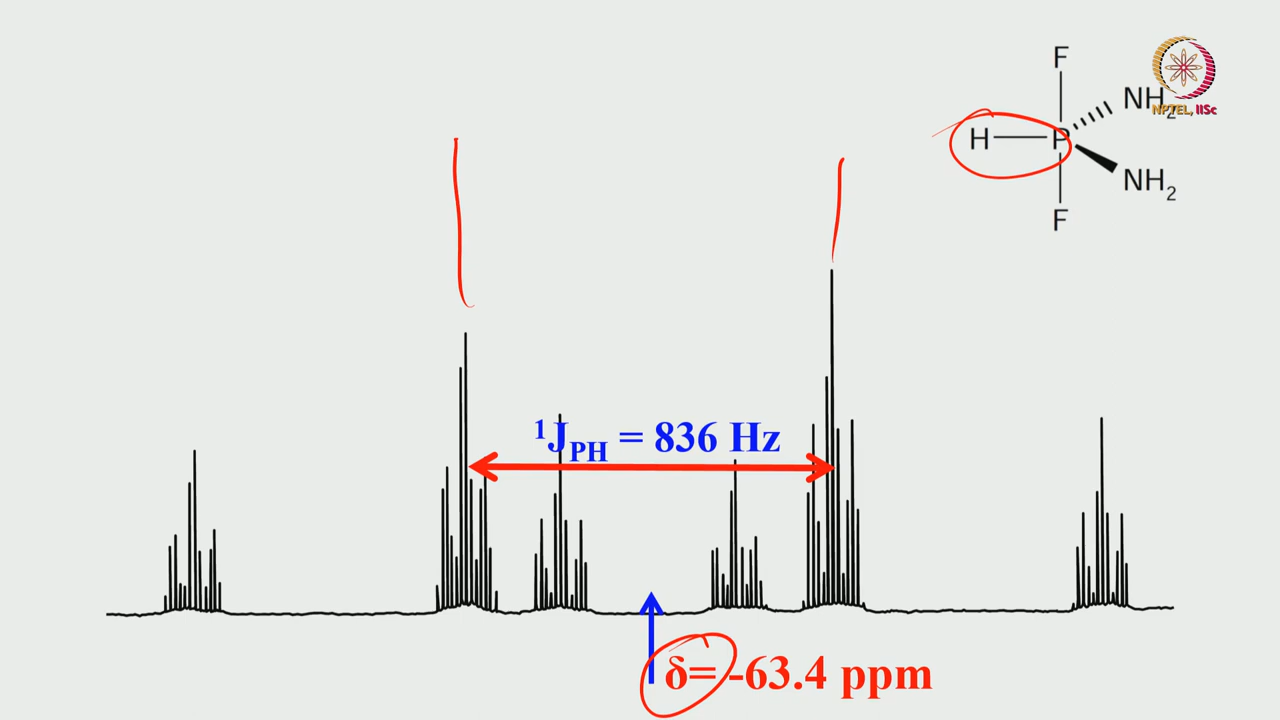 F
NH2
NPTEL, IISc
H P
NH2
F
1JPH = 836 Hz
δ= -63.4 ppm